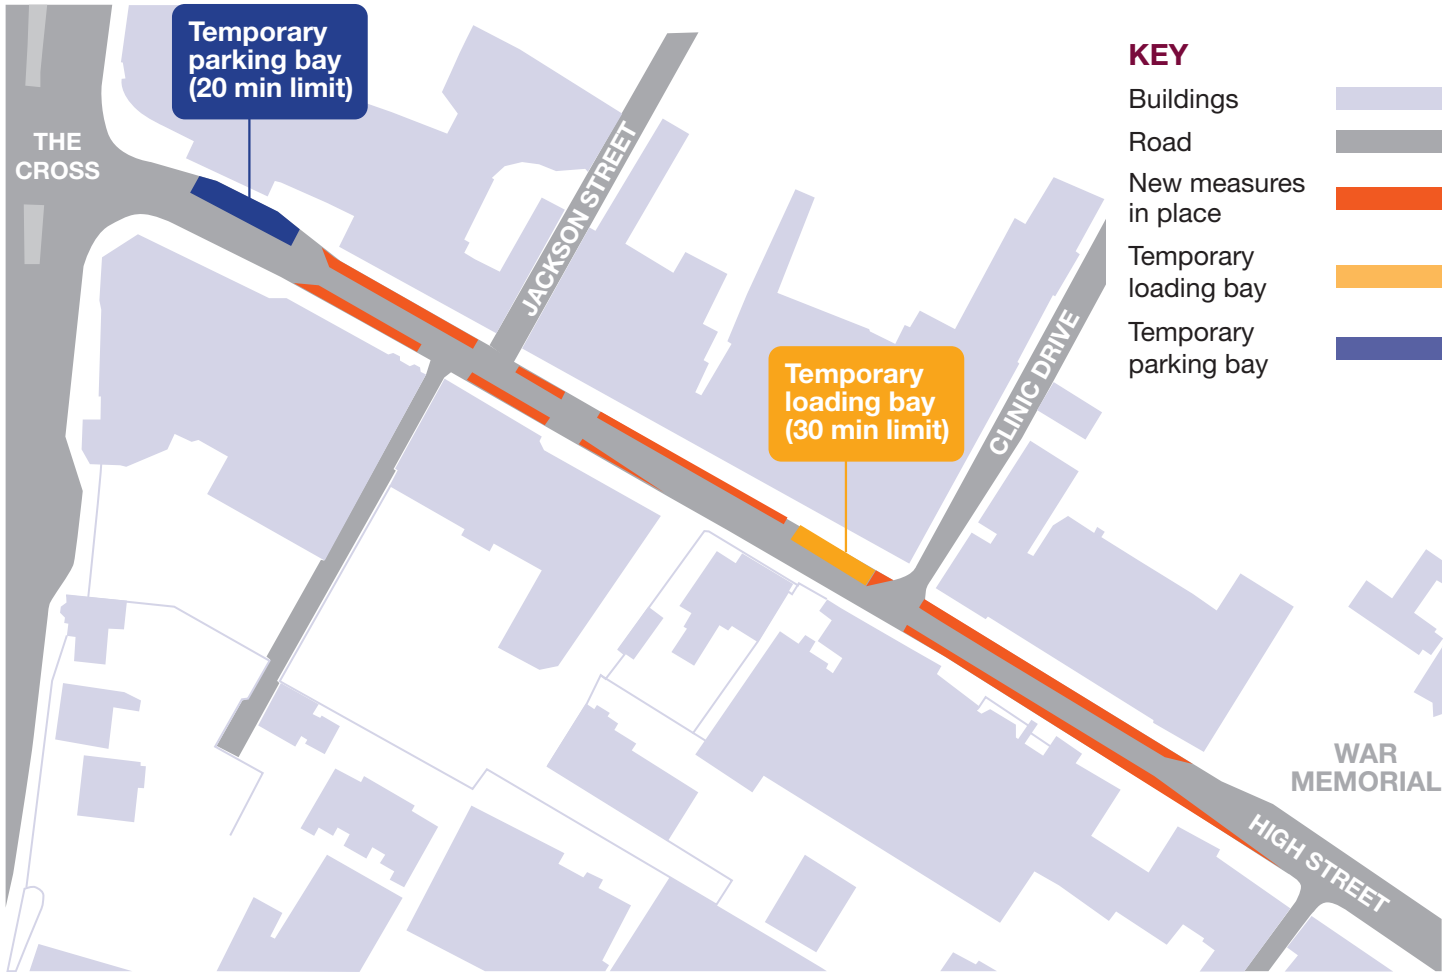 Temporary
parking bay
(20 min limit)
THE
CROSS
JACKSON STREET
Temporary
loading bay
(30 min limit)
CLINIC DRIVE
WAR
MEMORIAL
HIGH STREET
KEY
Buildings
Road
New measures
in place
Temporary
loading bay
Temporary
parking bay